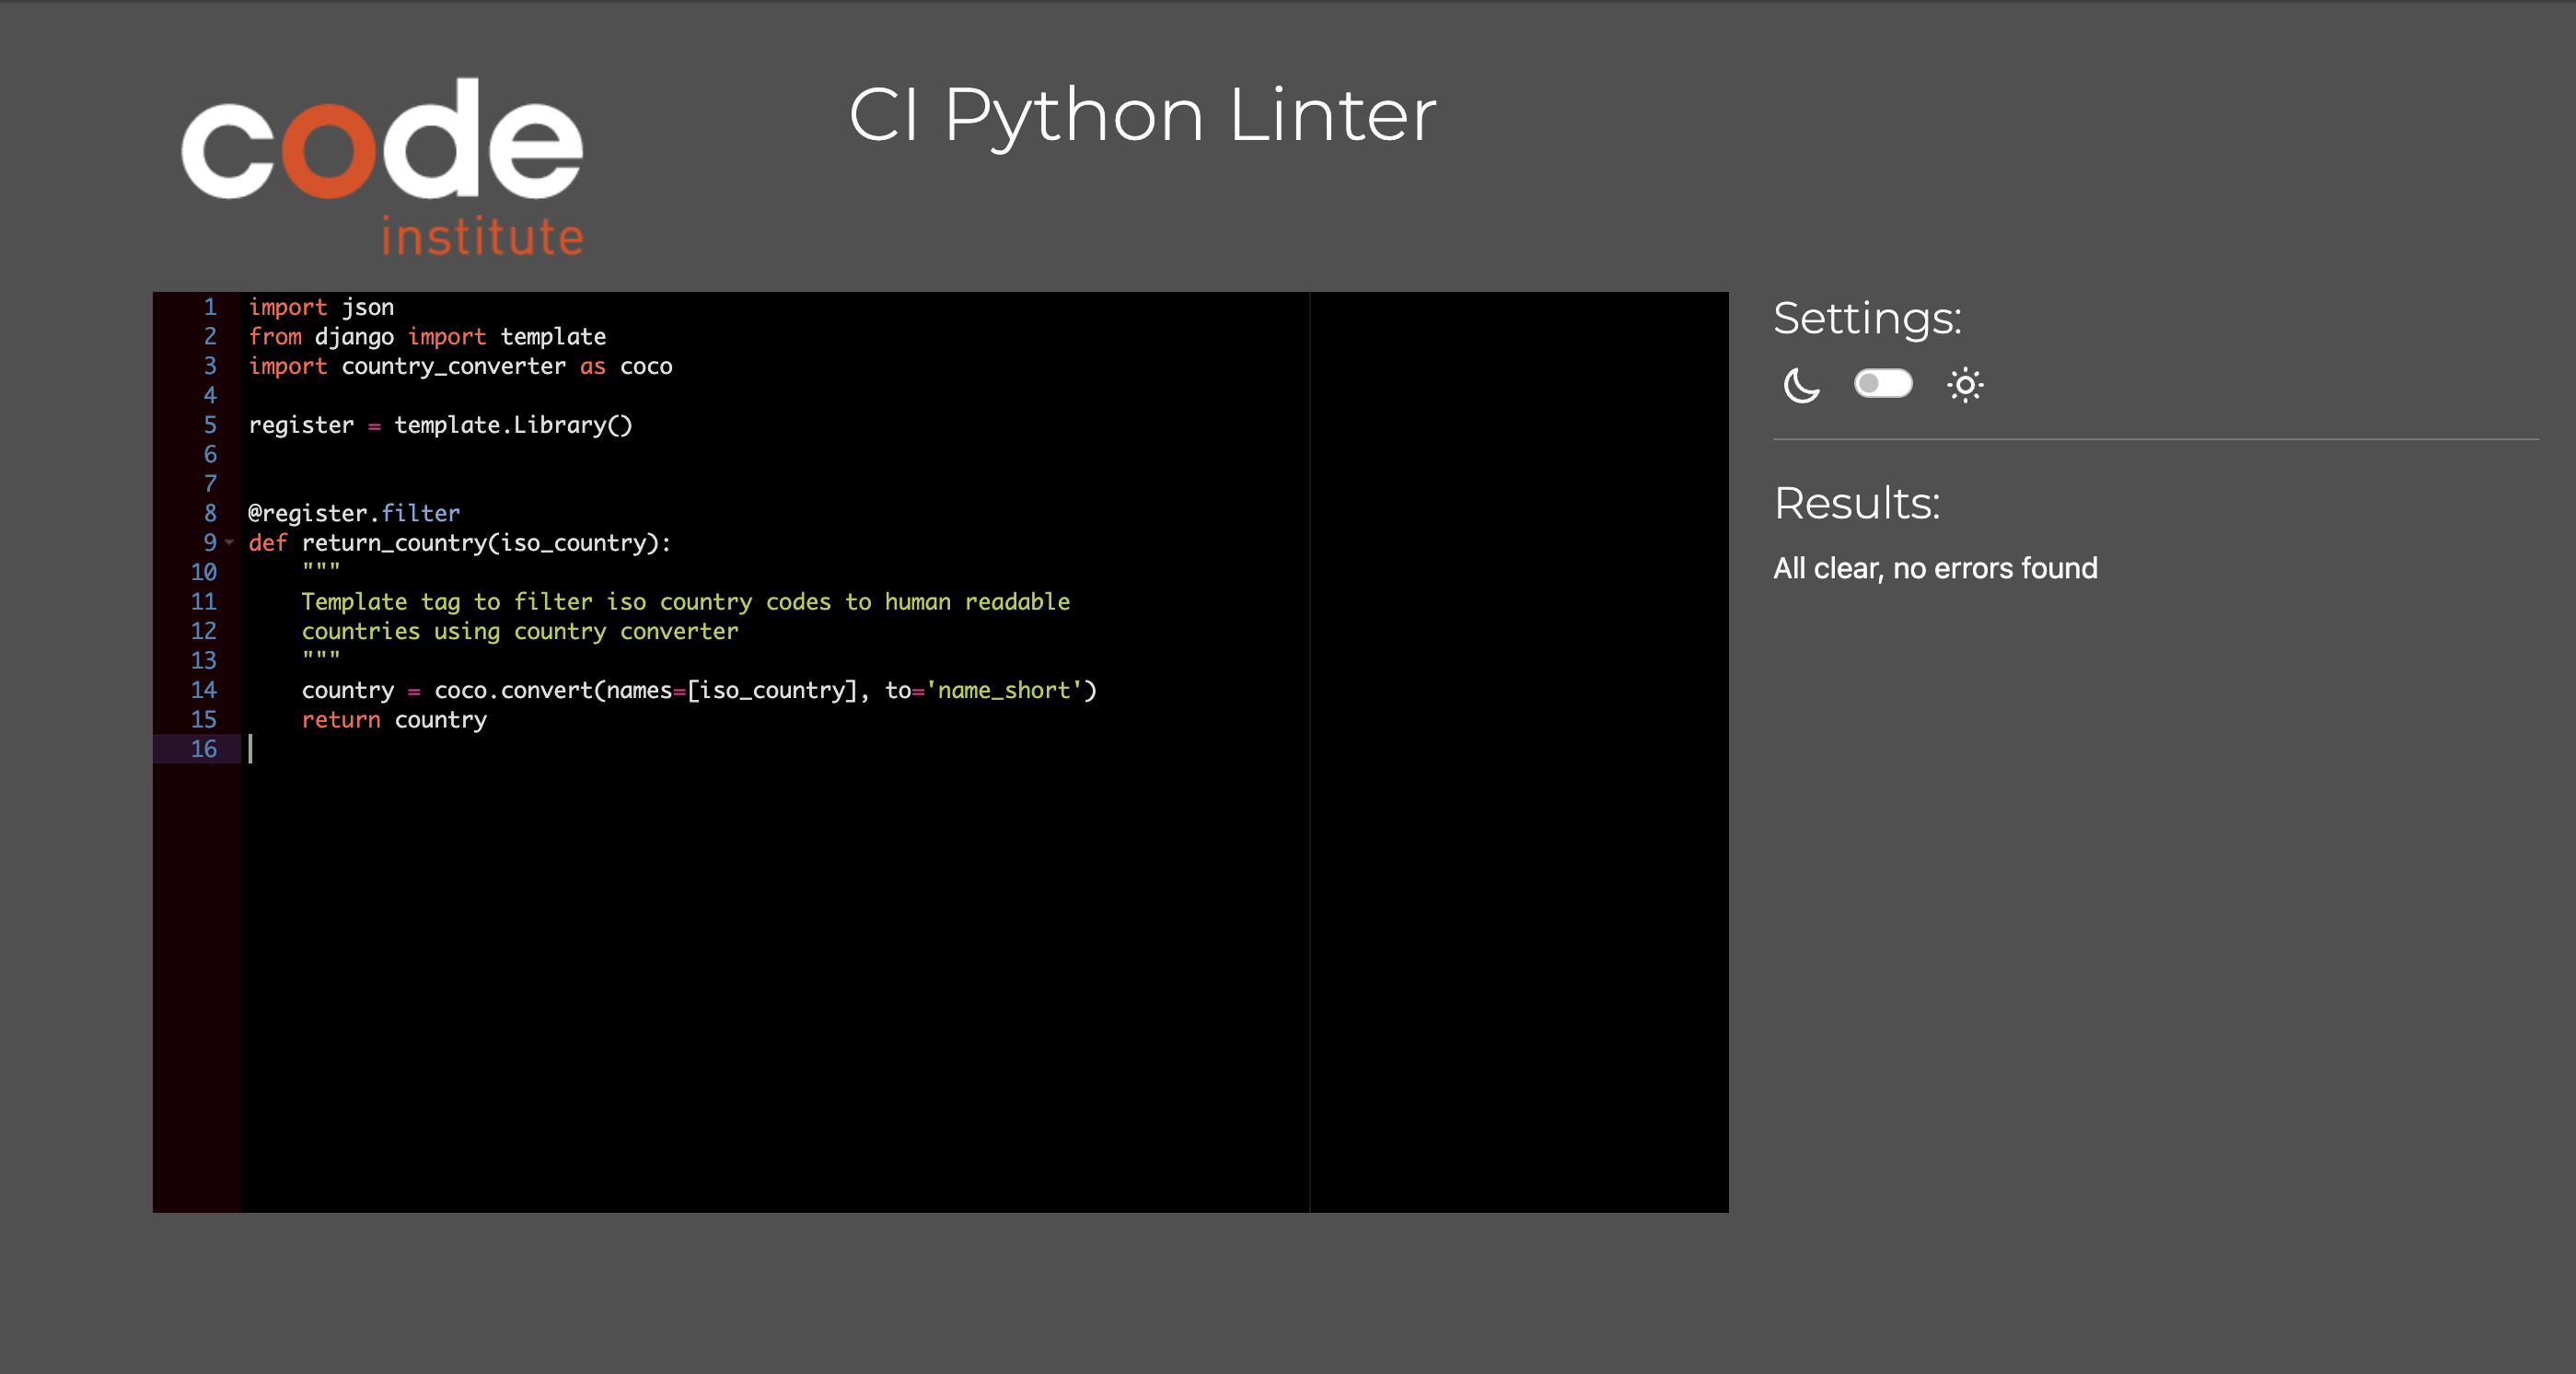 code
institute
CI Python Linter
1 import json
2 from django import template
3 import country_converter as coco
4
5 register = template.Library()
6
7
8 @register.filter
9 def return_country(iso_country):
10     """
11     Template tag to filter iso country codes to human readable
12     countries using country converter
13     """
14     country = coco.convert(names=[iso_country], to='name_short')
15     return country
16
Settings:
Results:
All clear, no errors found